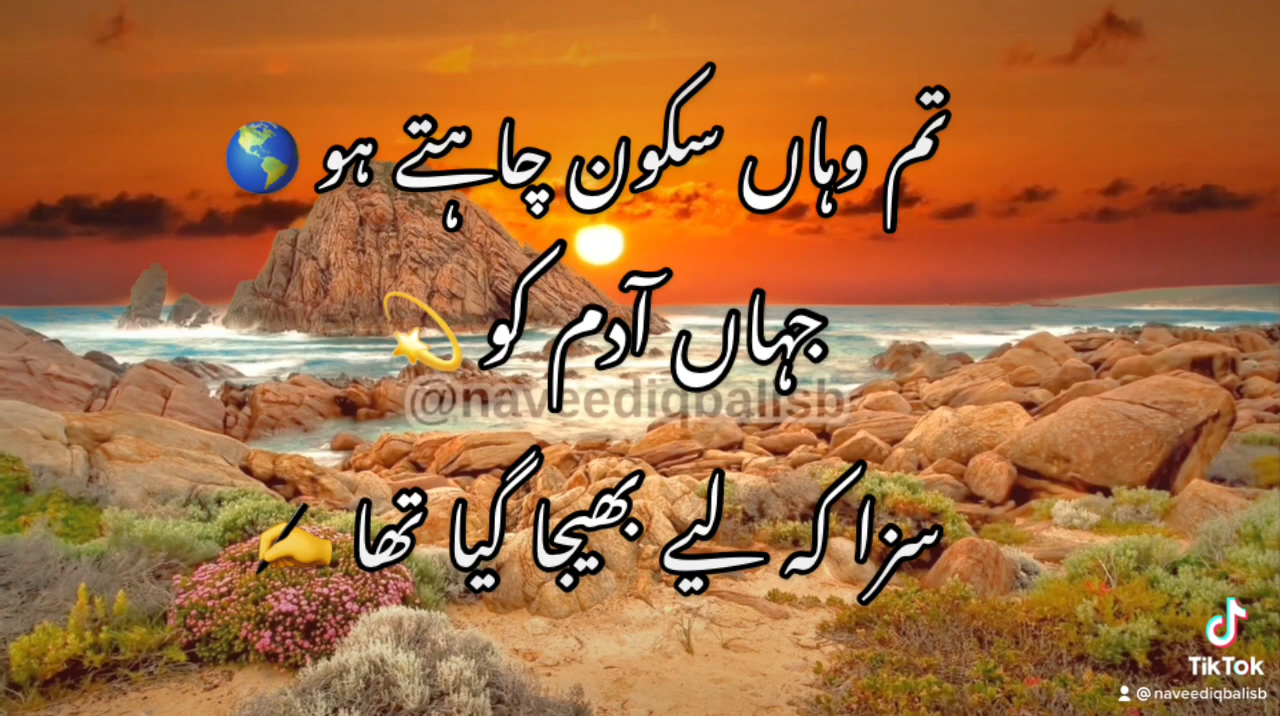 تم وہاں سکون چاہتے ہو 🌎
جہاں آدم کو 💫
@naveediqbalisb
سزا کہ لیے بھیجا گیا تھا ✍
TikTok
@naveediqbalisb